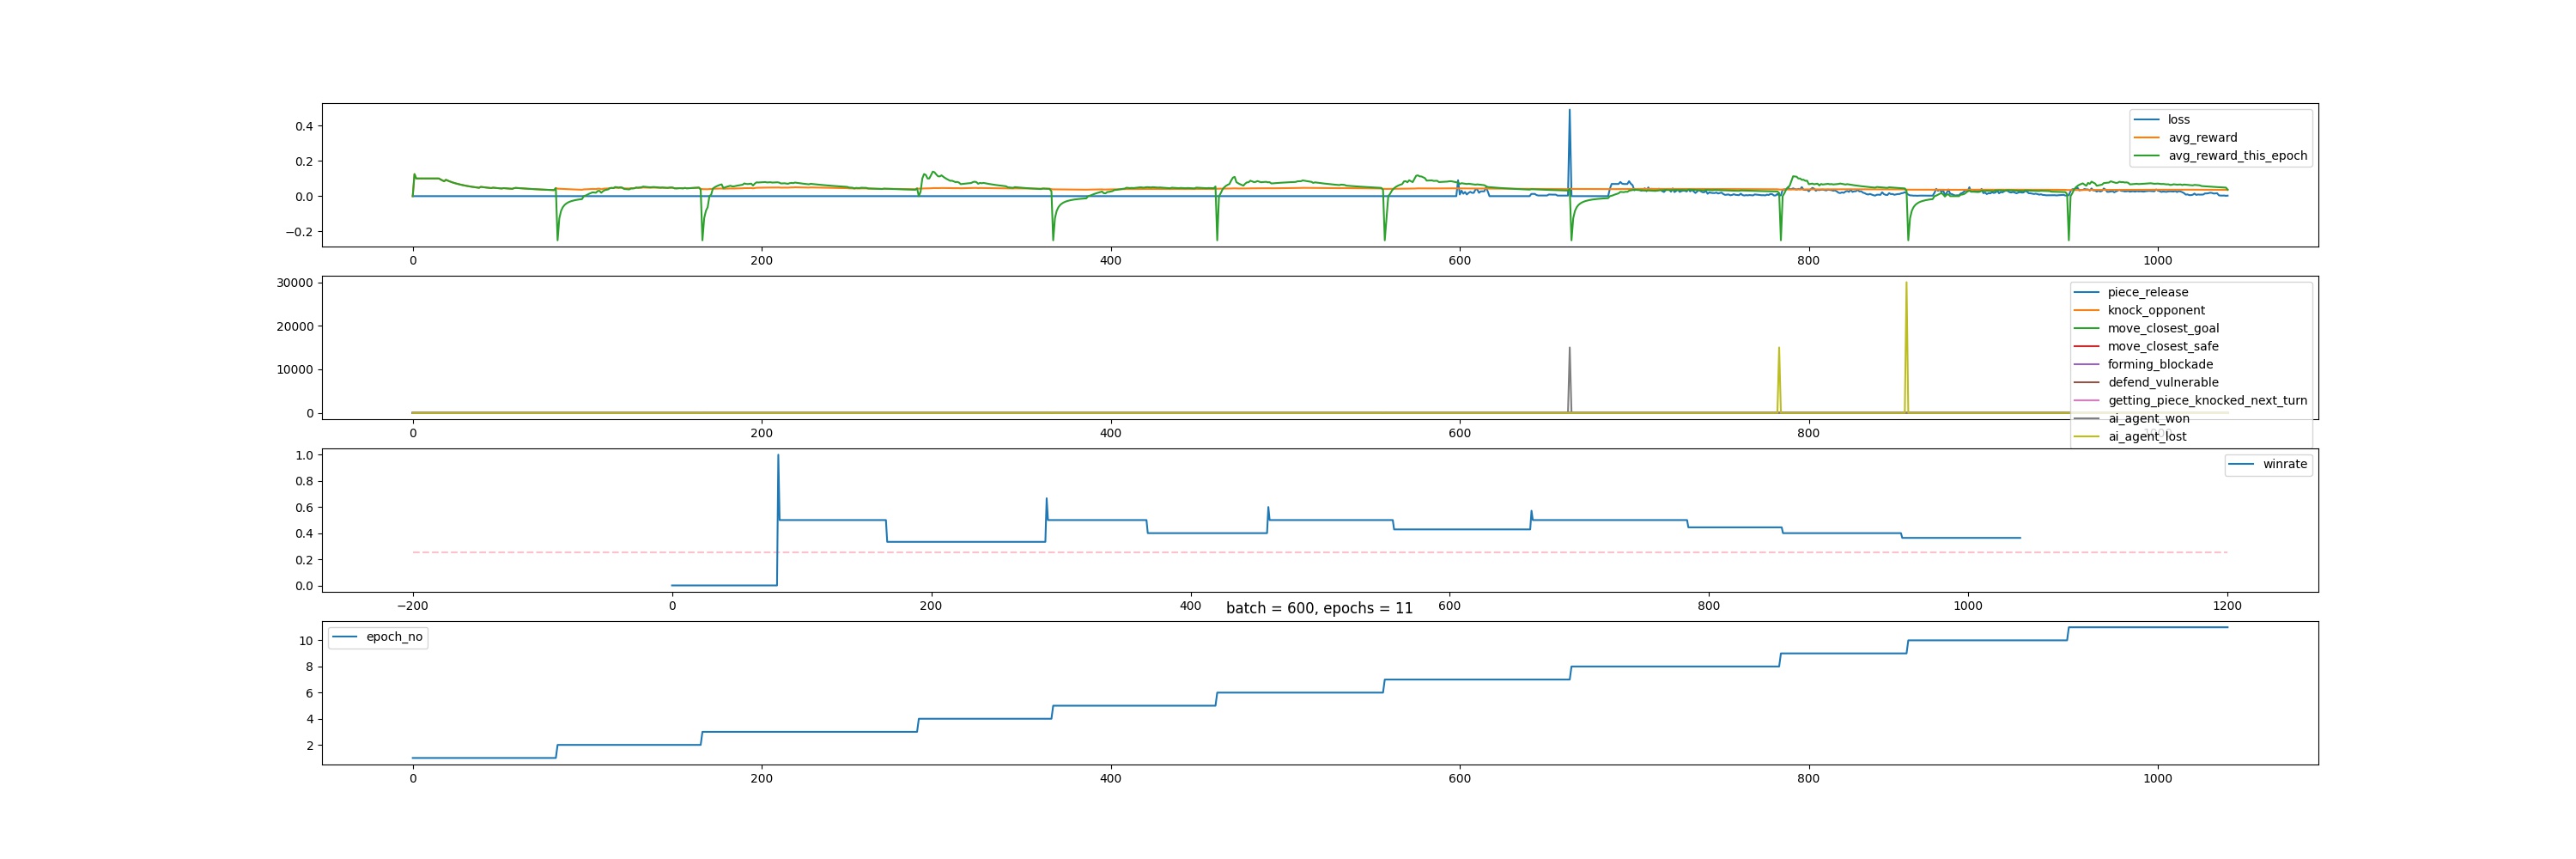 0.4
0.2
0.0
−0.2
loss
avg_reward
avg_reward_this_epoch
0 200 400 600 800 1000
30000
20000
10000
0
piece_release
knock_opponent
move_closest_goal
move_closest_safe
forming_blockade
defend_vulnerable
getting_piece_knocked_next_turn
ai_agent_won
ai_agent_lost
0 200 400 600 800 1000
1.0
0.8
0.6
0.4
0.2
0.0
winrate
−200 0 200 400 600 800 1000 1200
batch = 600, epochs = 11
10
8
6
4
2
epoch_no
0 200 400 600 800 1000